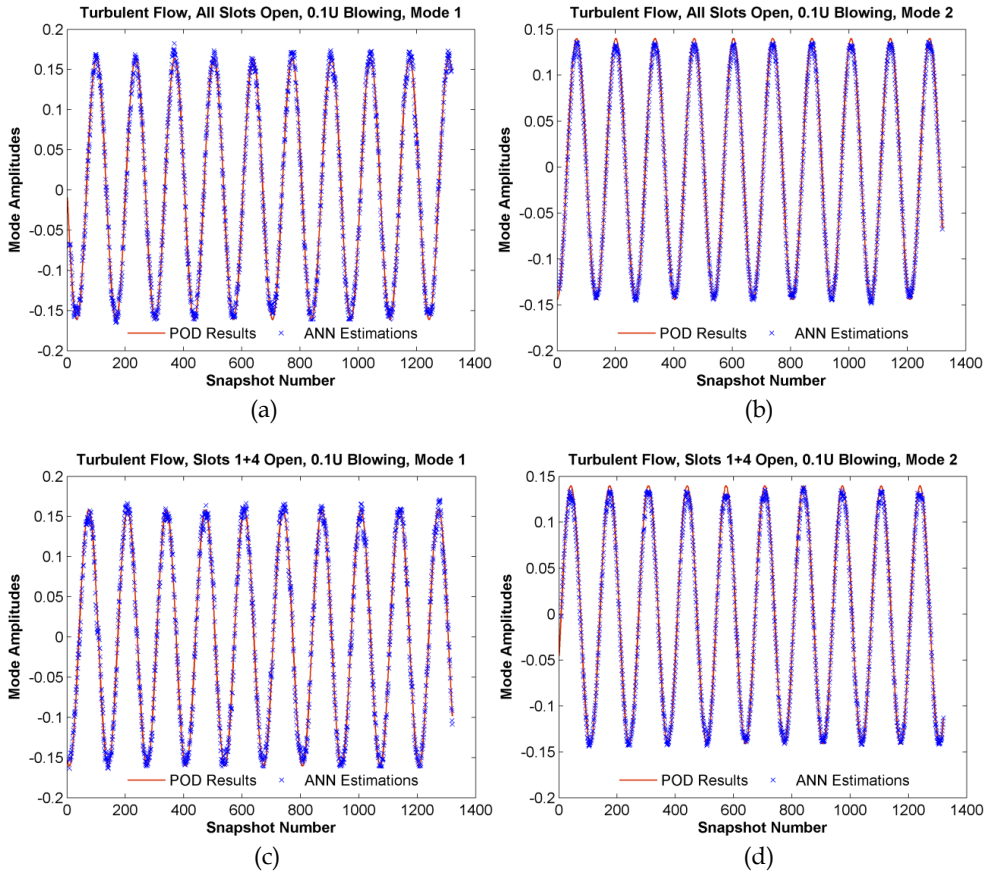 Turbulent Flow, All Slots Open, 0.1U Blowing, Mode 1
0.2
0.15
0.1
0.05
0
-0.05
-0.1
-0.15
-0.2
Mode Amplitudes
POD Results
ANN Estimations
0 200 400 600 800 1000 1200 1400
Snapshot Number
(a)
Turbulent Flow, All Slots Open, 0.1U Blowing, Mode 2
0.15
0.1
0.05
0
-0.05
-0.1
-0.15
-0.2
Mode Amplitudes
POD Results
ANN Estimations
0 200 400 600 800 1000 1200 1400
Snapshot Number
(b)
Turbulent Flow, Slots 1+4 Open, 0.1U Blowing, Mode 1
0.2
0.15
0.1
0.05
0
-0.05
-0.1
-0.15
-0.2
Mode Amplitudes
POD Results
ANN Estimations
0 200 400 600 800 1000 1200 1400
Snapshot Number
(c)
Turbulent Flow, Slots 1+4 Open, 0.1U Blowing, Mode 2
0.15
0.1
0.05
0
-0.05
-0.1
-0.15
-0.2
Mode Amplitudes
POD Results
ANN Estimations
0 200 400 600 800 1000 1200 1400
Snapshot Number
(d)